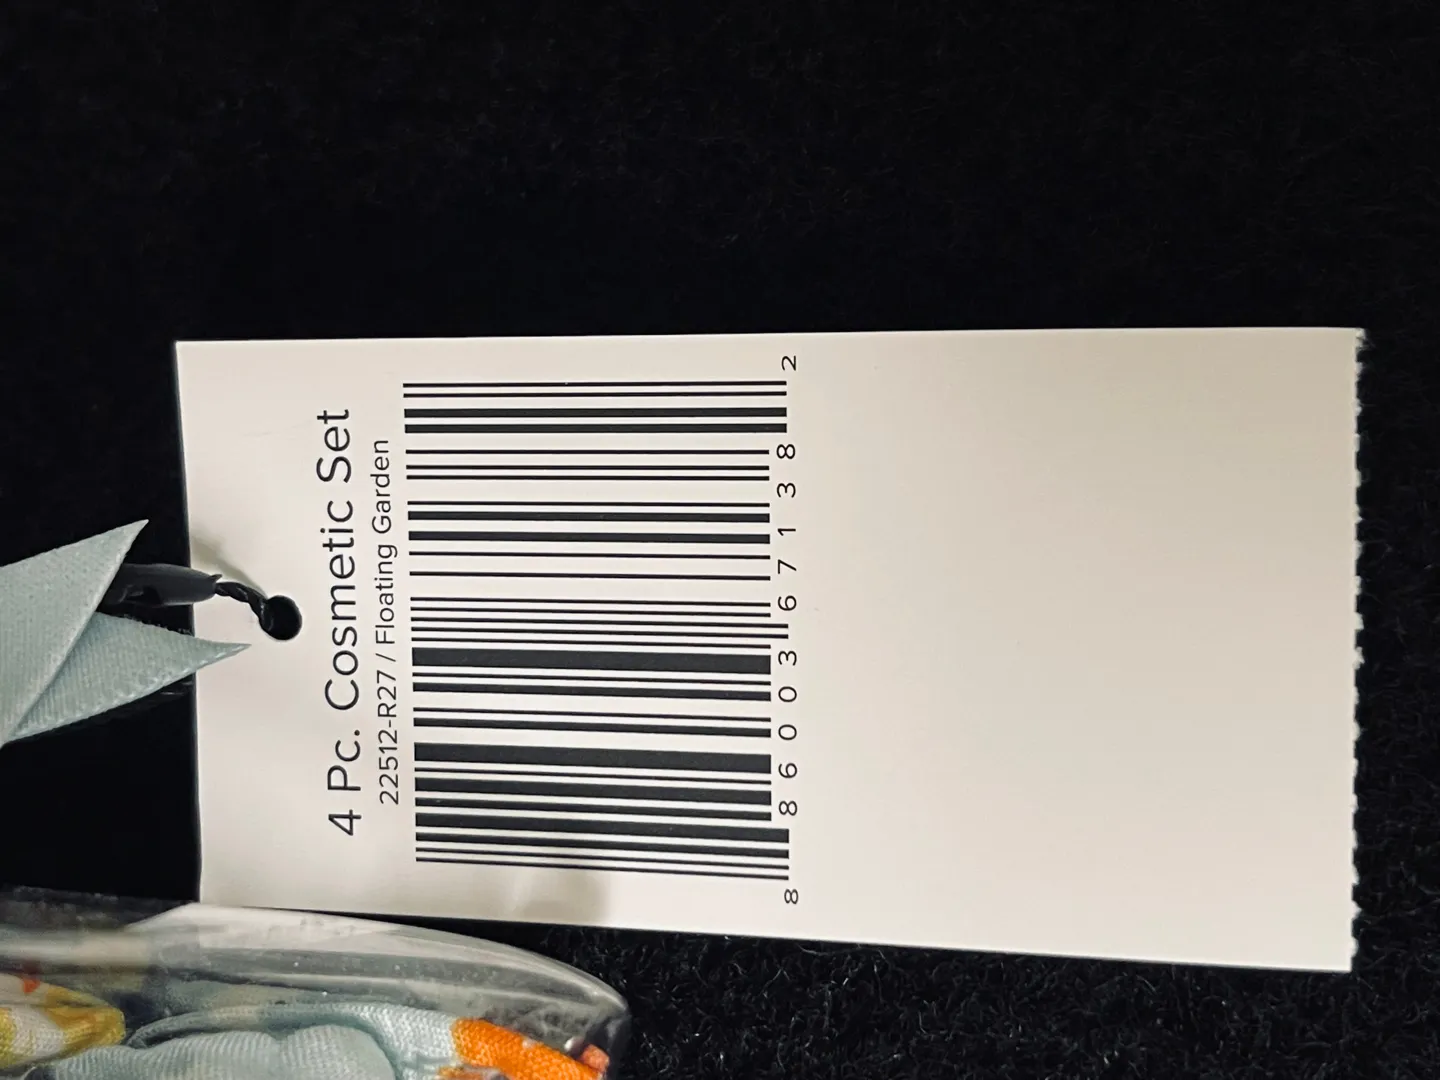 4 Pc. Cosmetic Set
22512-R27 / Floating Garden
8 86003 67138 2